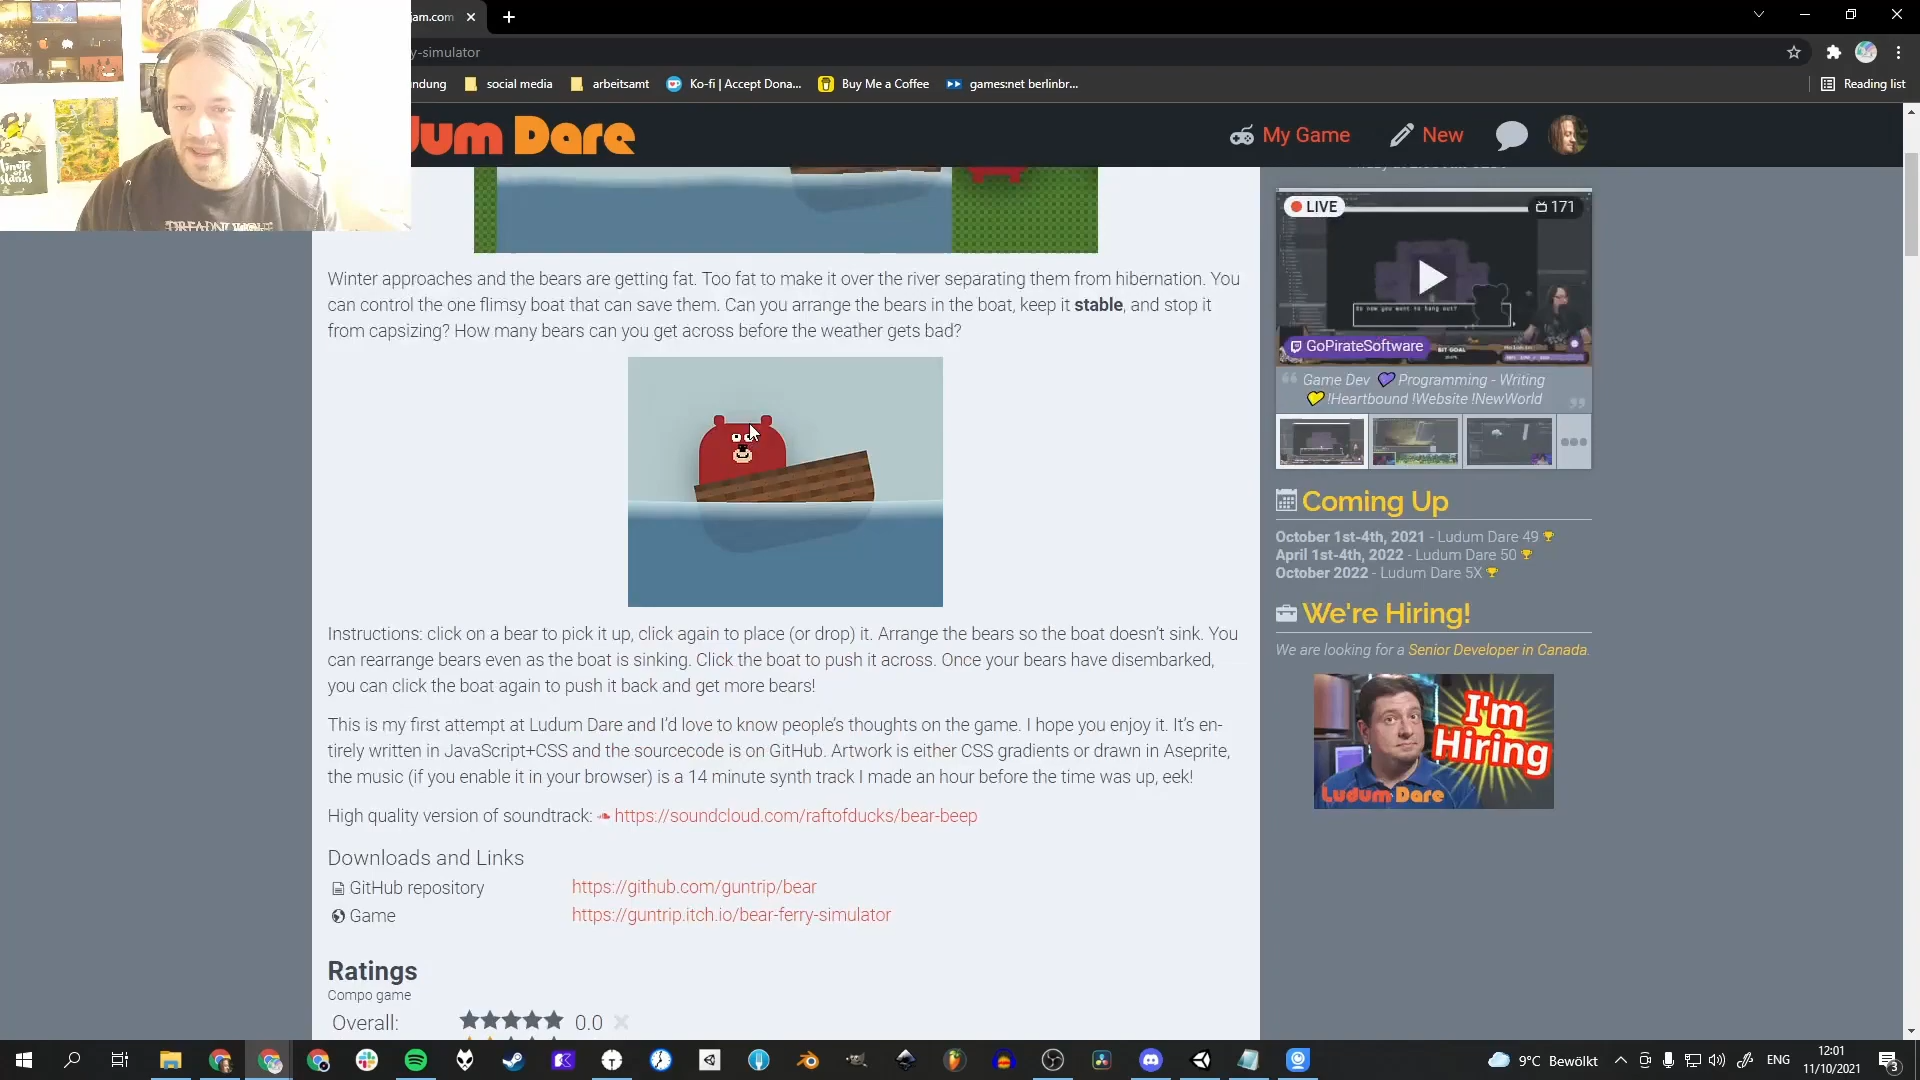 jam.com
y-simulator
ndung
social media
arbeitsamt
Ko-fi | Accept Dona...
Buy Me a Coffee
games:net berlinbr...
Reading list
dum Dare
My Game
New
LIVE
171
GoPirateSoftware
Game Dev 💜 Programming - Writing
💛 !Heartbound !Website !NewWorld
Winter approaches and the bears are getting fat. Too fat to make it over the river separating them from hibernation. You
can control the one flimsy boat that can save them. Can you arrange the bears in the boat, keep it stable, and stop it
from capsizing? How many bears can you get across before the weather gets bad?
Coming Up
October 1st-4th, 2021 - Ludum Dare 49
April 1st-4th, 2022 - Ludum Dare 50
October 2022 - Ludum Dare 5X
We're Hiring!
We are looking for a Senior Developer in Canada.
I'm
Hiring
Ludum Dare
Instructions: click on a bear to pick it up, click again to place (or drop) it. Arrange the bears so the boat doesn’t sink. You
can rearrange bears even as the boat is sinking. Click the boat to push it across. Once your bears have disembarked,
you can click the boat again to push it back and get more bears!
This is my first attempt at Ludum Dare and I’d love to know people’s thoughts on the game. I hope you enjoy it. It’s en-
tirely written in JavaScript+CSS and the sourcecode is on GitHub. Artwork is either CSS gradients or drawn in Aseprite,
the music (if you enable it in your browser) is a 14 minute synth track I made an hour before the time was up, eek!
High quality version of soundtrack: https://soundcloud.com/raftofducks/bear-beep
Downloads and Links
GitHub repository https://github.com/guntrip/bear
Game https://guntrip.itch.io/bear-ferry-simulator
Ratings
Compo game
Overall: 0.0
9°C Bewölkt
ENG
12:01
11/10/2021
3